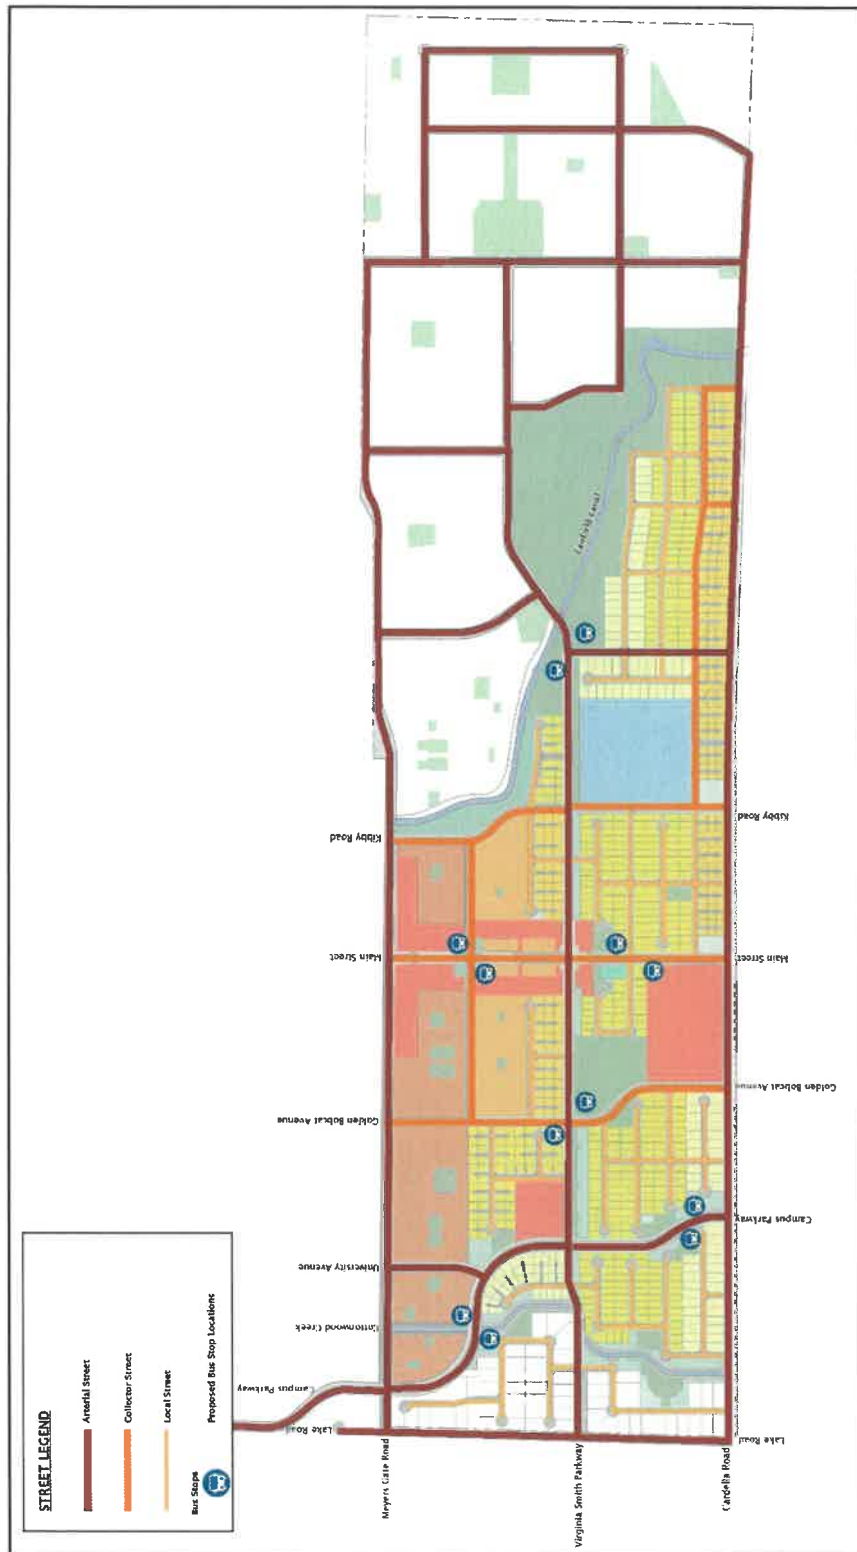 STREET LEGEND
Arterial Street
Collector Street
Local Street
Bus Stops
Proposed Bus Stop Locations
Lake Road
Campus Parkway
Cottonwood Creek
University Avenue
Golden Bobcat Avenue
Main Street
Kibby Road
Meyers Gate Road
Virginia Smith Parkway
Cardella Road
Lake Road
Campus Parkway
Golden Bobcat Avenue
Main Street
Kibby Road
Canal